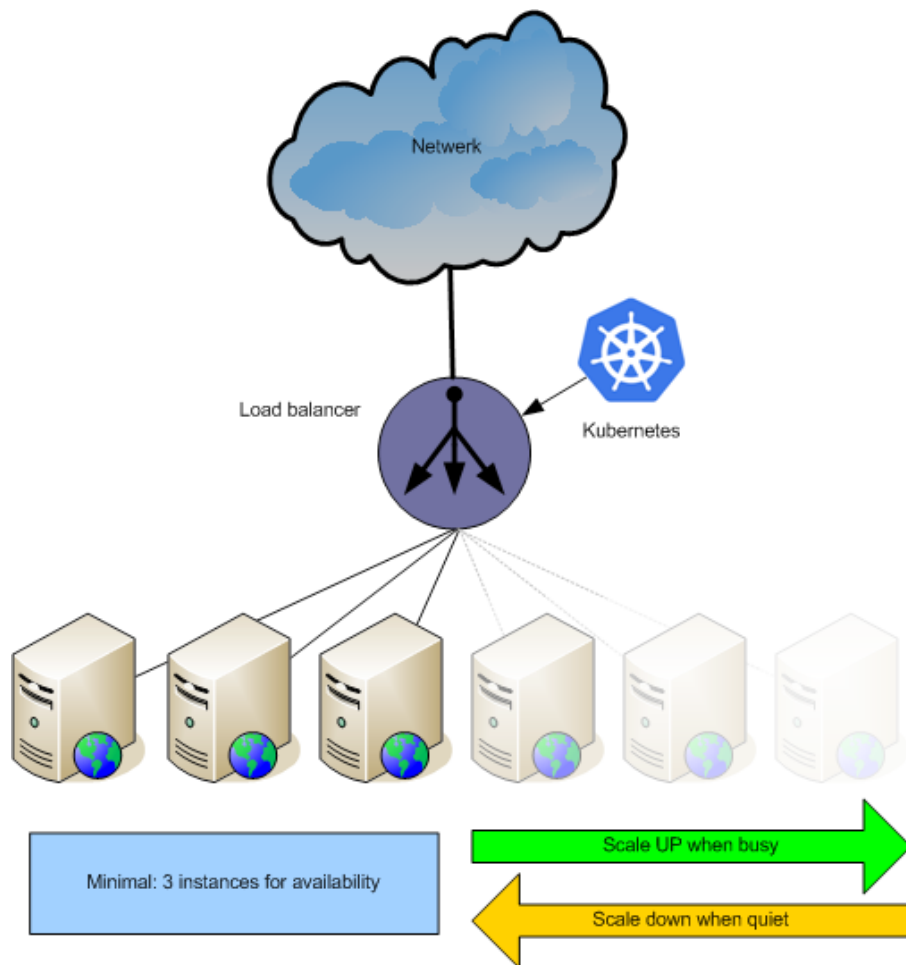 Netwerk
Load balancer
Kubernetes
Minimal: 3 instances for availability
Scale UP when busy
Scale down when quiet